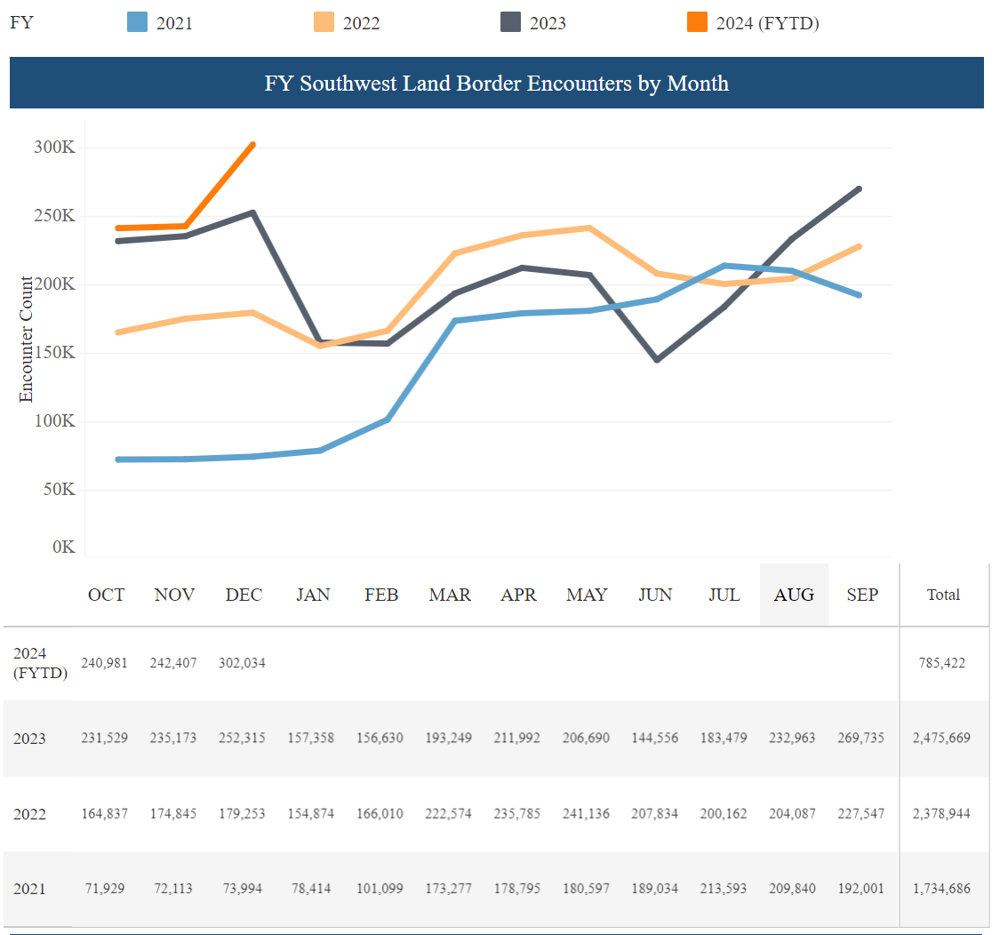 FY 2021 2022 2023 2024 (FYTD)
FY Southwest Land Border Encounters by Month
Encounter Count
300K
250K
200K
150K
100K
50K
0K
OCT NOV DEC JAN FEB MAR APR MAY JUN JUL AUG SEP Total
2024
(FYTD) 240,981 242,407 302,034 785,422
2023 231,529 235,173 252,315 157,358 156,630 193,249 211,992 206,690 144,556 183,479 232,963 269,735 2,475,669
2022 164,837 174,845 179,253 154,874 166,010 222,574 235,785 241,136 207,834 200,162 204,087 227,547 2,378,944
2021 71,929 72,113 73,994 78,414 101,099 173,277 178,795 180,597 189,034 213,593 209,840 192,001 1,734,686